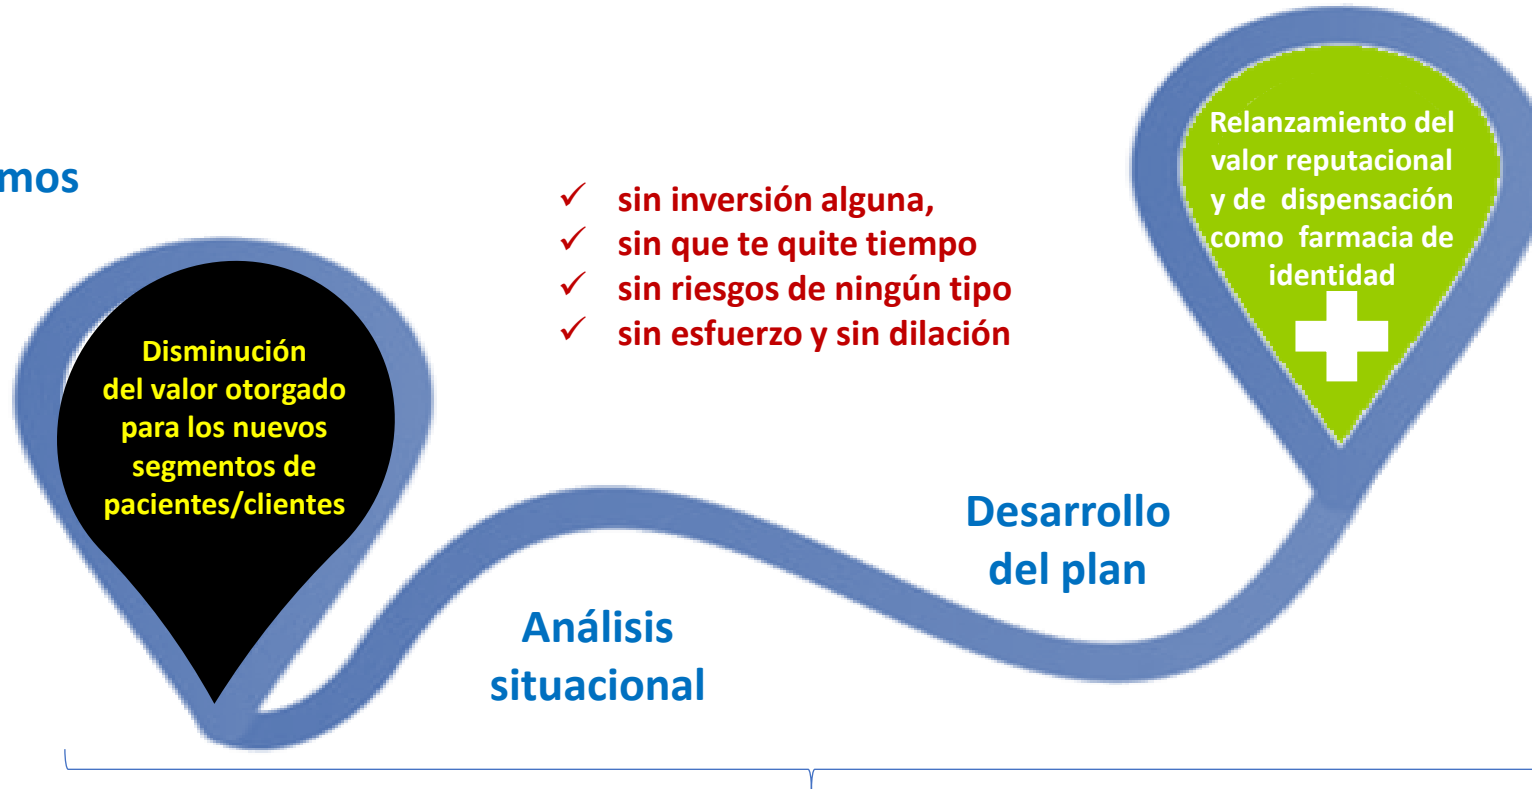 mos
✓ sin inversión alguna,
✓ sin que te quite tiempo
✓ sin riesgos de ningún tipo
✓ sin esfuerzo y sin dilación
Relanzamiento del
valor reputacional
y de dispensación
como farmacia de
identidad
Disminución
del valor otorgado
para los nuevos
segmentos de
pacientes/clientes
Análisis
situacional
Desarrollo
del plan